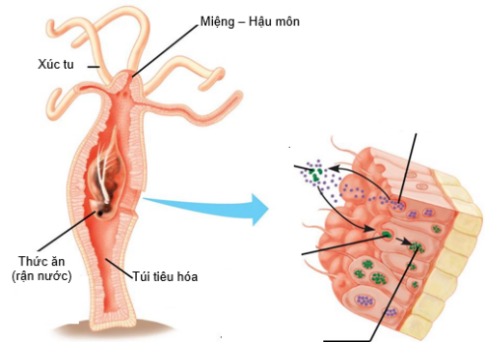 Miệng – Hậu môn
Xúc tu
Thức ăn
(rận nước)
Túi tiêu hóa